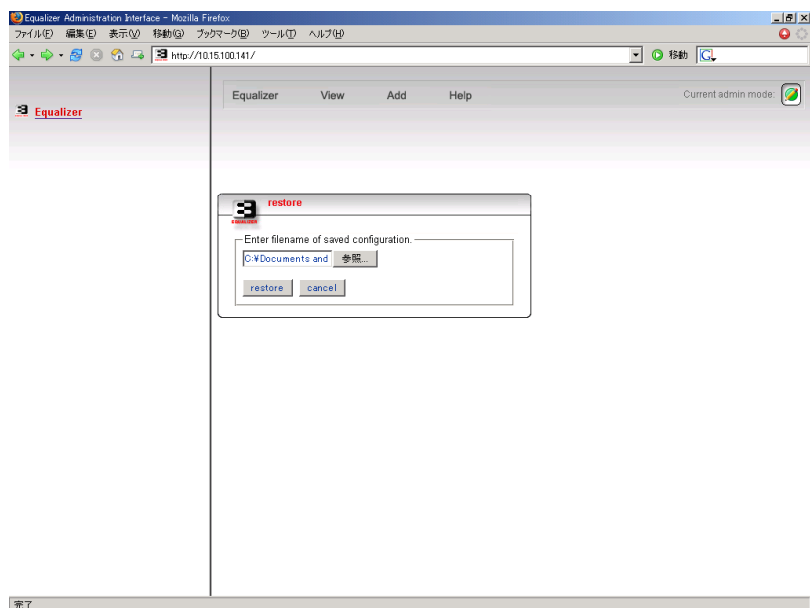 Equalizer Administration Interface - Mozilla Firefox
ファイル(F) 編集(E) 表示(V) 移動(G) ブックマーク(B) ツール(T) ヘルプ(H)
http://10.15.100.141/ 移動 G
Equalizer View Add Help Current admin mode:
Equalizer
restore
EQUALIZER
Enter filename of saved configuration.
C:¥Documents and 参照...
restore cancel
完了